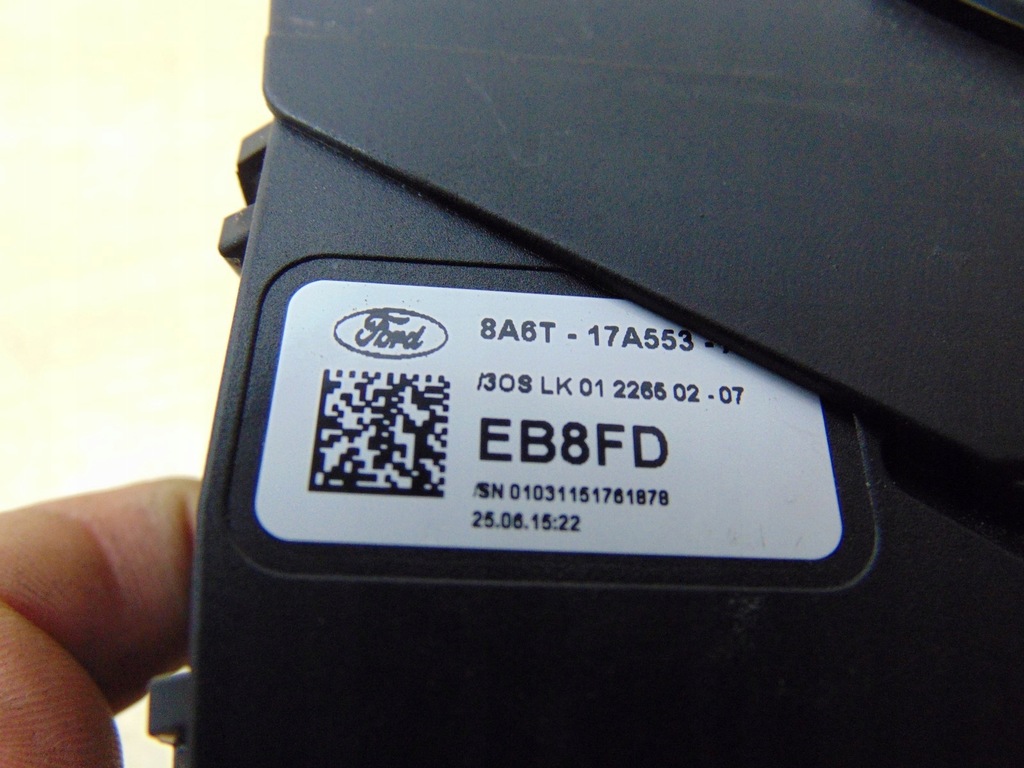 Ford
8A6T - 17A553 -
/3OS LK 01 2265 02 - 07
EB8FD
/SN 01031151761878
25.06.15:22